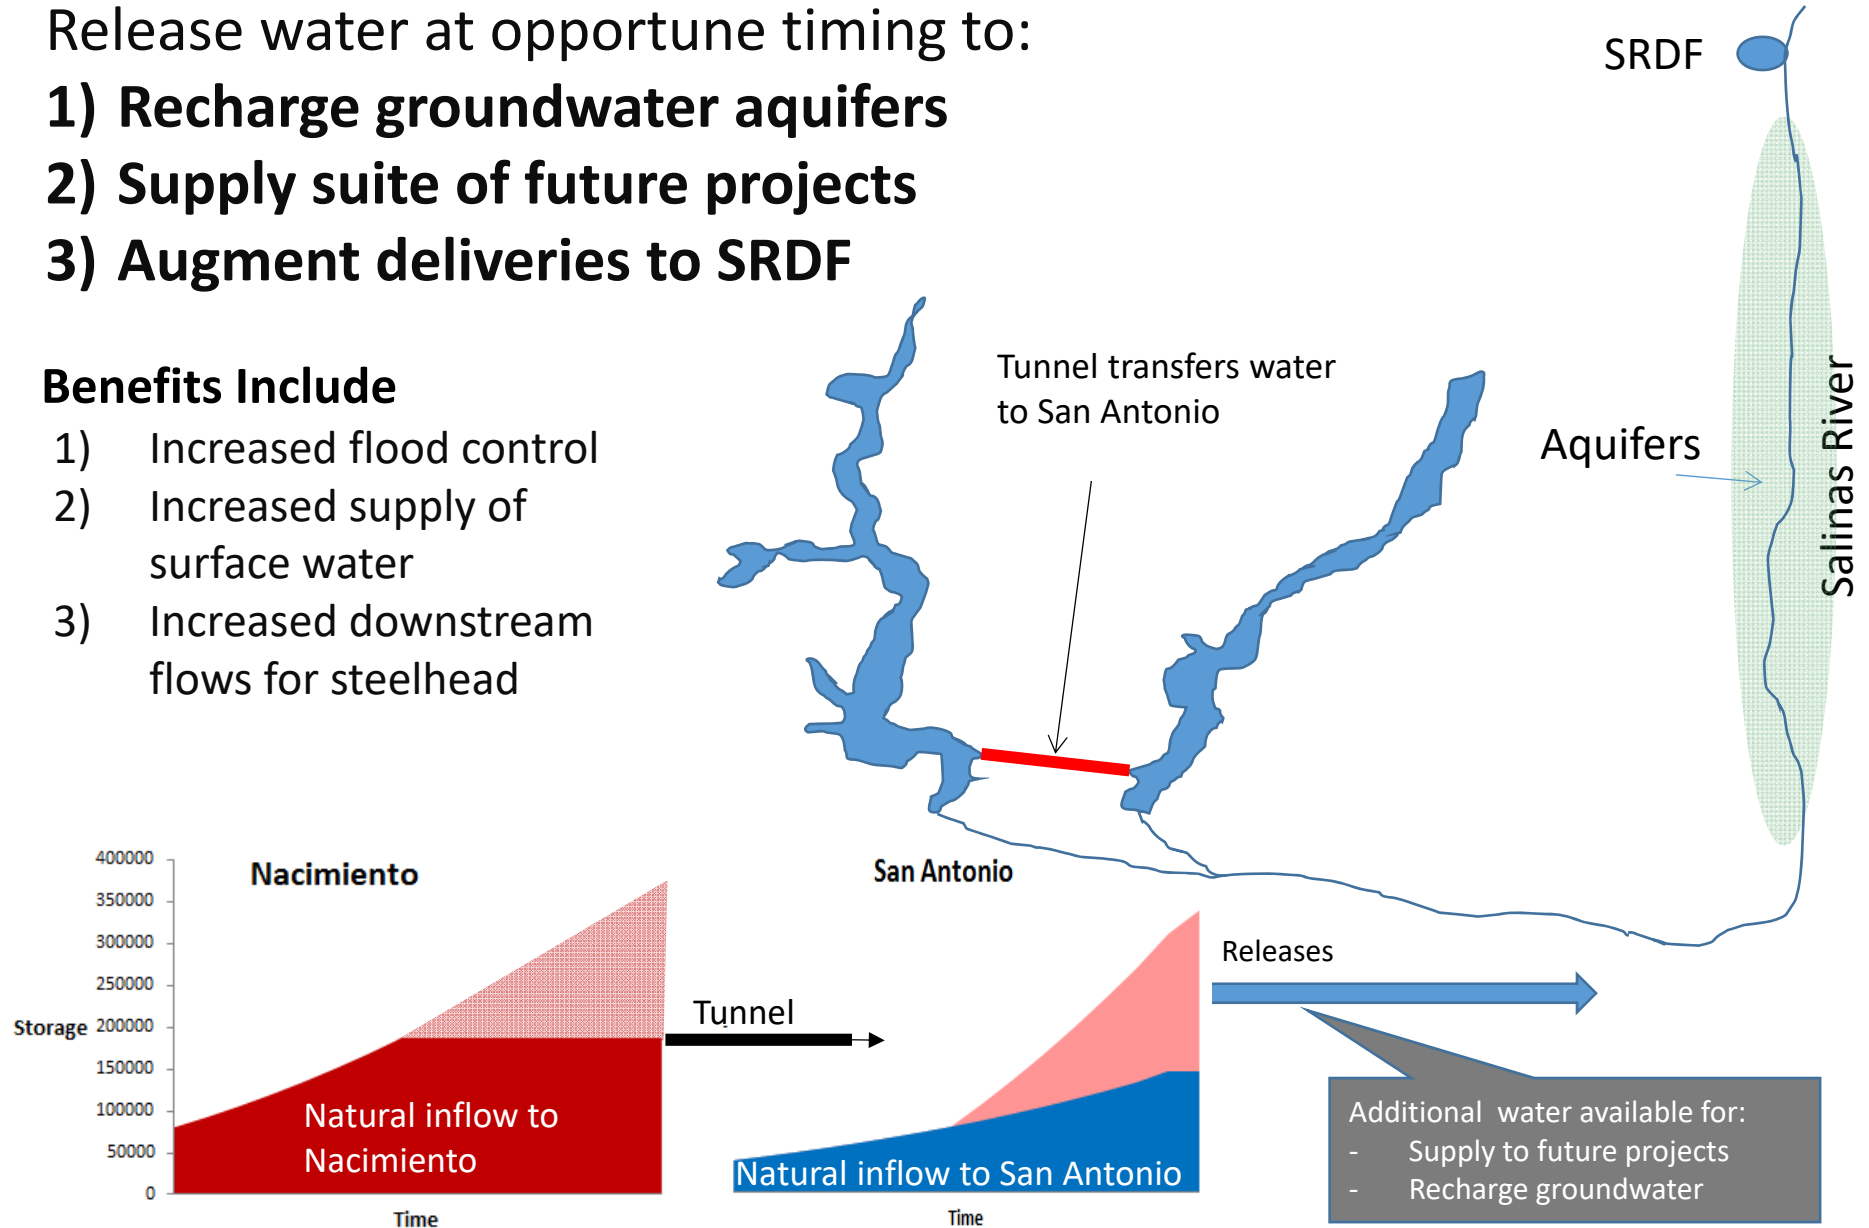 Release water at opportune timing to:
1) Recharge groundwater aquifers
2) Supply suite of future projects
3) Augment deliveries to SRDF
Benefits Include
1) Increased flood control
2) Increased supply of
surface water
3) Increased downstream
flows for steelhead
SRDF
Tunnel transfers water
to San Antonio
Aquifers
Salinas River
Nacimiento
400000
350000
300000
250000
Storage 200000
150000
100000
50000
0
Natural inflow to
Nacimiento
Time
Tunnel
San Antonio
Natural inflow to San Antonio
Time
Releases
Additional water available for:
- Supply to future projects
- Recharge groundwater